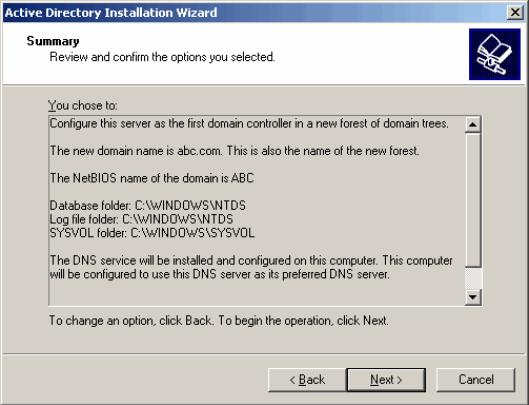 Active Directory Installation Wizard
Summary
Review and confirm the options you selected.
You chose to:
Configure this server as the first domain controller in a new forest of domain trees.
The new domain name is abc.com. This is also the name of the new forest.
The NetBIOS name of the domain is ABC
Database folder: C:\WINDOWS\NTDS
Log file folder: C:\WINDOWS\NTDS
SYSVOL folder: C:\WINDOWS\SYSVOL
The DNS service will be installed and configured on this computer. This computer
will be configured to use this DNS server as its preferred DNS server.
To change an option, click Back. To begin the operation, click Next.
< Back
Next >
Cancel